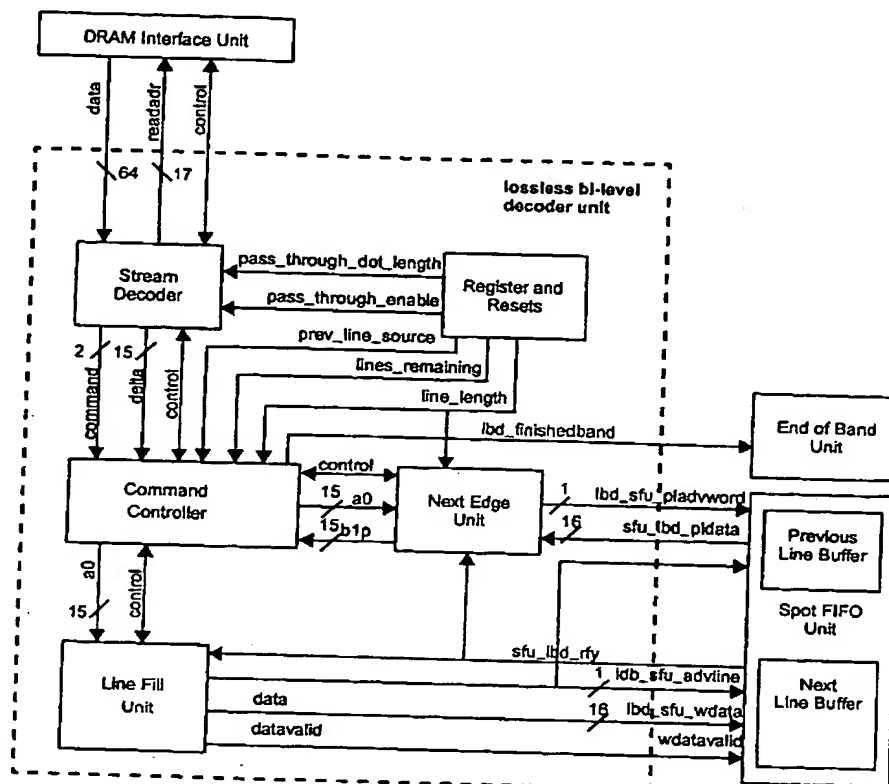 DRAM Interface Unit
data
readadr
control
64
17
lossless bi-level
decoder unit
Stream
Decoder
pass_through_dot_length
pass_through_enable
Register and
Resets
prev_line_source
lines_remaining
line_length
2
15
command
delta
control
lbd_finishedband
End of Band
Unit
Command
Controller
control
15
a0
15
b1p
Next Edge
Unit
1
lbd_sfu_pladvword
16
sfu_lbd_pldata
Previous
Line Buffer
Spot FIFO
Unit
a0
15
control
Line Fill
Unit
sfu_lbd_rfy
1
ldb_sfu_advline
data
16
lbd_sfu_wdata
datavalid
wdatavalid
Next
Line Buffer